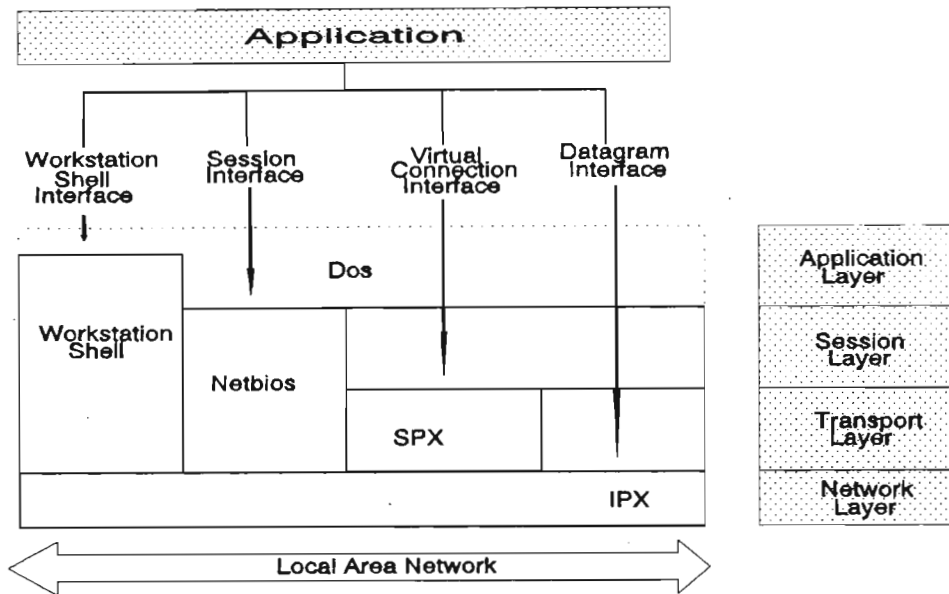 Application
Workstation
Shell
Interface
Session
Interface
Virtual
Connection
Interface
Datagram
Interface
Dos
Workstation
Shell
Netbios
SPX
IPX
Local Area Network
Application
Layer
Session
Layer
Transport
Layer
Network
Layer